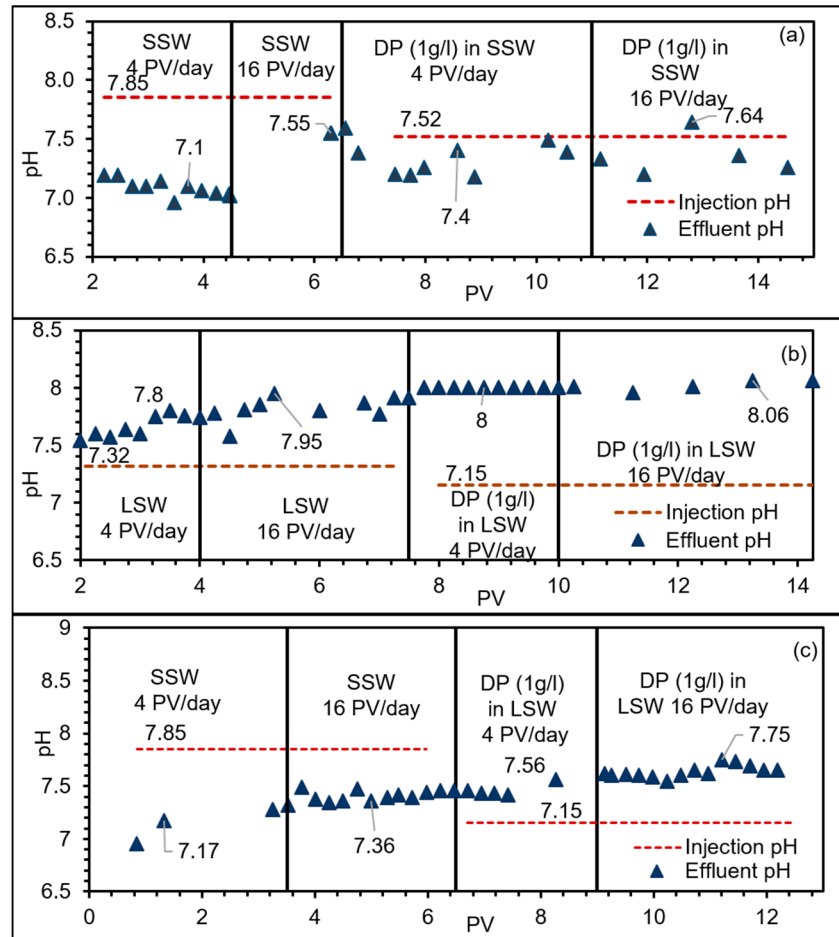 (a)
SSW
4 PV/day
7.85
SSW
16 PV/day
DP (1g/l) in SSW
4 PV/day
DP (1g/l) in
SSW
16 PV/day
7.1
7.55
7.52
7.4
7.64
Injection pH
Effluent pH
pH
8.5
8.0
7.5
7.0
6.5
2 4 6 8 10 12 14
PV
(b)
7.8
7.32
7.95
8
7.15
8.06
LSW
4 PV/day
LSW
16 PV/day
DP (1g/l)
in LSW
4 PV/day
DP (1g/l) in LSW
16 PV/day
Injection pH
Effluent pH
pH
8.5
8
7.5
7
6.5
2 4 6 8 10 12 14
PV
(c)
SSW
4 PV/day
7.85
SSW
16 PV/day
DP (1g/l)
in LSW
4 PV/day
DP (1g/l) in
LSW 16 PV/day
7.17
7.36
7.56
7.15
7.75
Injection pH
Effluent pH
pH
9
8.5
8
7.5
7
6.5
0 2 4 6 8 10 12
PV